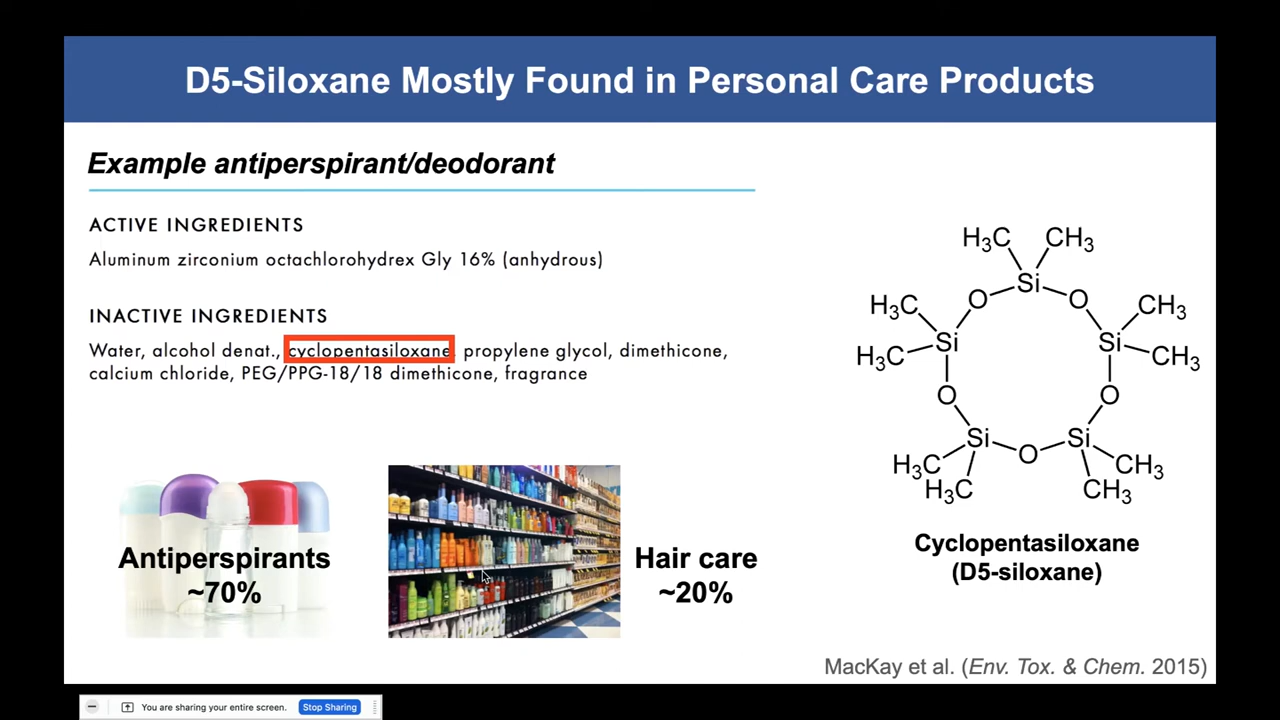 D5-Siloxane Mostly Found in Personal Care Products
Example antiperspirant/deodorant
ACTIVE INGREDIENTS
Aluminum zirconium octachlorohydrex Gly 16% (anhydrous)
INACTIVE INGREDIENTS
Water, alcohol denat., cyclopentasiloxane, propylene glycol, dimethicone,
calcium chloride, PEG/PPG-18/18 dimethicone, fragrance
H₃C CH₃
Si
O O
H₃C CH₃
Si Si
H₃C CH₃
O O
Si Si
O
H₃C CH₃
H₃C CH₃
Cyclopentasiloxane
(D5-siloxane)
Antiperspirants
~70%
Hair care
~20%
MacKay et al. (Env. Tox. & Chem. 2015)
You are sharing your entire screen. Stop Sharing